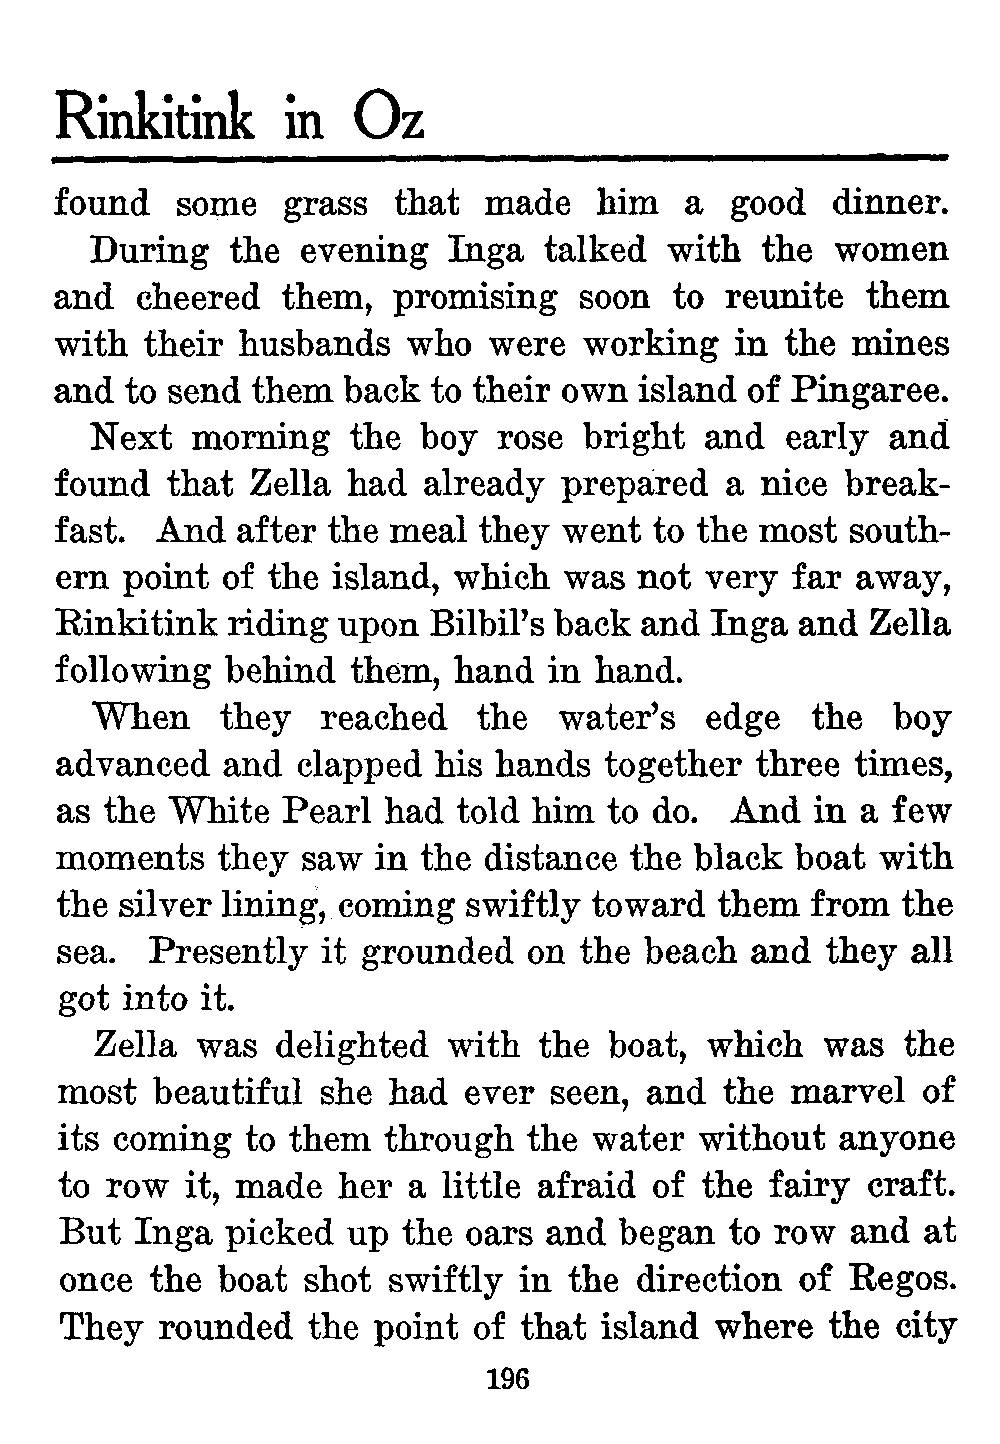 Rinkitink in Oz
found some grass that made him a good dinner.
During the evening Inga talked with the women
and cheered them, promising soon to reunite them
with their husbands who were working in the mines
and to send them back to their own island of Pingaree.
Next morning the boy rose bright and early and
found that Zella had already prepared a nice break-
fast. And after the meal they went to the most south-
ern point of the island, which was not very far away,
Rinkitink riding upon Bilbil's back and Inga and Zella
following behind them, hand in hand.
When they reached the water's edge the boy
advanced and clapped his hands together three times,
as the White Pearl had told him to do. And in a few
moments they saw in the distance the black boat with
the silver lining, coming swiftly toward them from the
sea. Presently it grounded on the beach and they all
got into it.
Zella was delighted with the boat, which was the
most beautiful she had ever seen, and the marvel of
its coming to them through the water without anyone
to row it, made her a little afraid of the fairy craft.
But Inga picked up the oars and began to row and at
once the boat shot swiftly in the direction of Regos.
They rounded the point of that island where the city
196